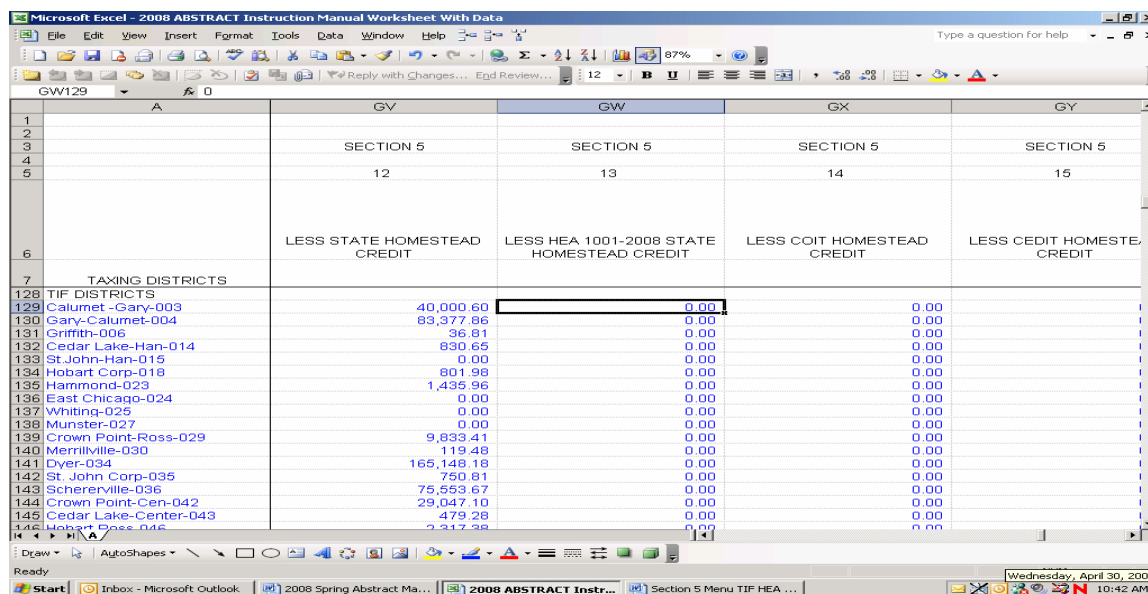 Microsoft Excel - 2008 ABSTRACT Instruction Manual Worksheet With Data
File Edit View Insert Format Tools Data Window Help Type a question for help
87%
Reply with Changes... End Review... 12 B U
GW129 fx 0
A GV GW GX GY
1
2
3 SECTION 5 SECTION 5 SECTION 5 SECTION 5
4
5 12 13 14 15
LESS STATE HOMESTEAD LESS HEA 1001-2008 STATE LESS COIT HOMESTEAD LESS CEDIT HOMESTE
6 CREDIT HOMESTEAD CREDIT CREDIT CREDIT
7 TAXING DISTRICTS
128 TIF DISTRICTS
129 Calumet -Gary-003 40,000.60 0.00 0.00
130 Gary-Calumet-004 83,377.86 0.00 0.00
131 Griffith-006 36.81 0.00 0.00
132 Cedar Lake-Han-014 830.65 0.00 0.00
133 St.John-Han-015 0.00 0.00 0.00
134 Hobart Corp-018 801.98 0.00 0.00
135 Hammond-023 1,435.96 0.00 0.00
136 East Chicago-024 0.00 0.00 0.00
137 Whiting-025 0.00 0.00 0.00
138 Munster-027 0.00 0.00 0.00
139 Crown Point-Ross-029 9,833.41 0.00 0.00
140 Merrillville-030 119.48 0.00 0.00
141 Dyer-034 165,148.18 0.00 0.00
142 St. John Corp-035 750.81 0.00 0.00
143 Schererville-036 75,553.67 0.00 0.00
144 Crown Point-Cen-042 29,047.10 0.00 0.00
145 Cedar Lake-Center-043 479.28 0.00 0.00
146 Hobart Ross-046 2,317.38 0.00 0.00
A
Draw AutoShapes
Ready
Wednesday, April 30, 200
Start Inbox - Microsoft Outlook 2008 Spring Abstract Ma... 2008 ABSTRACT Instr... Section 5 Menu TIF HEA ... 10:42 AM